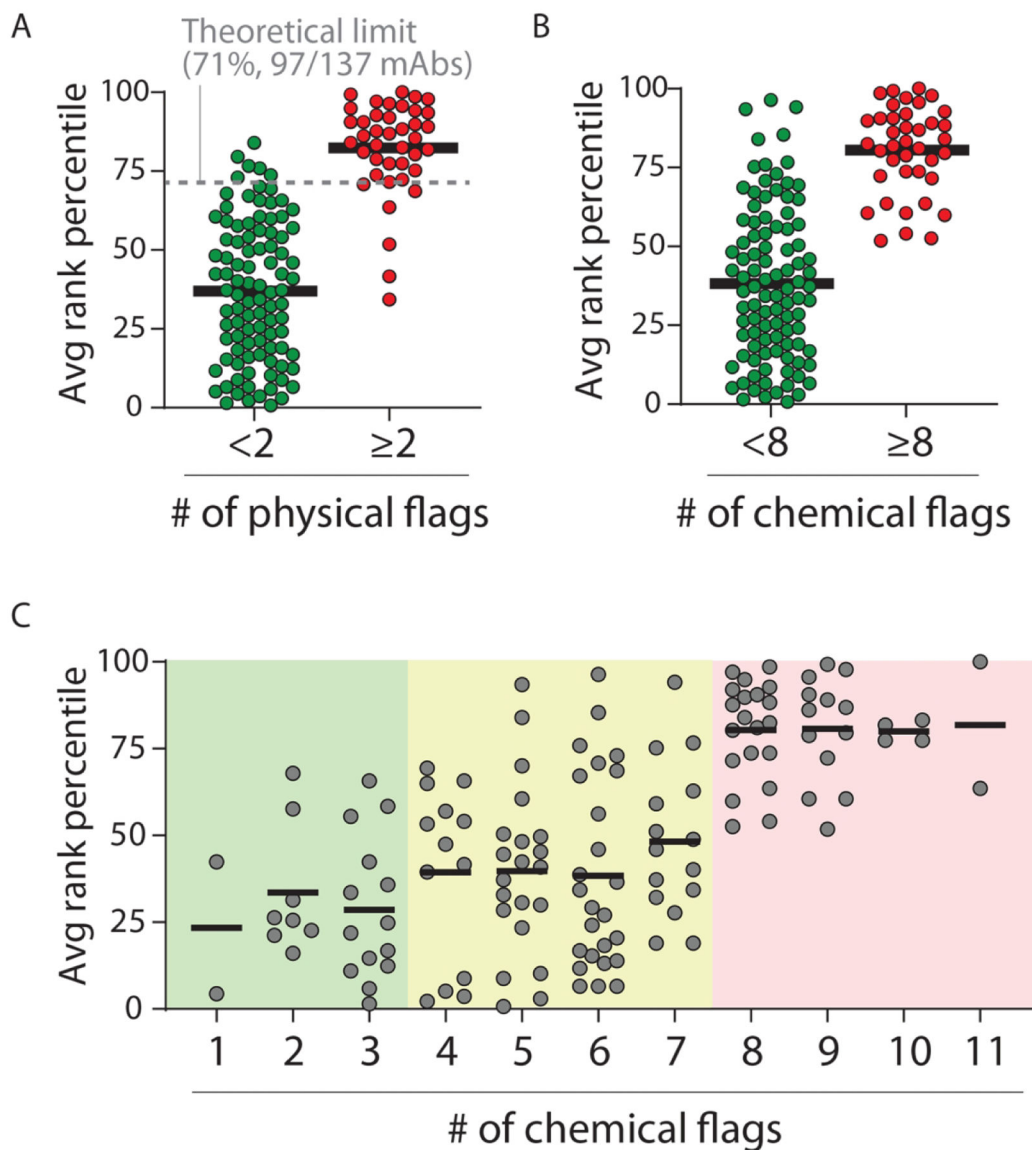 A
Theoretical limit
(71%, 97/137 mAbs)
Avg rank percentile
100
75
50
25
0
<2 ≥2
# of physical flags
B
Avg rank percentile
100
75
50
25
0
<8 ≥8
# of chemical flags
C
Avg rank percentile
100
75
50
25
0
1 2 3 4 5 6 7 8 9 10 11
# of chemical flags